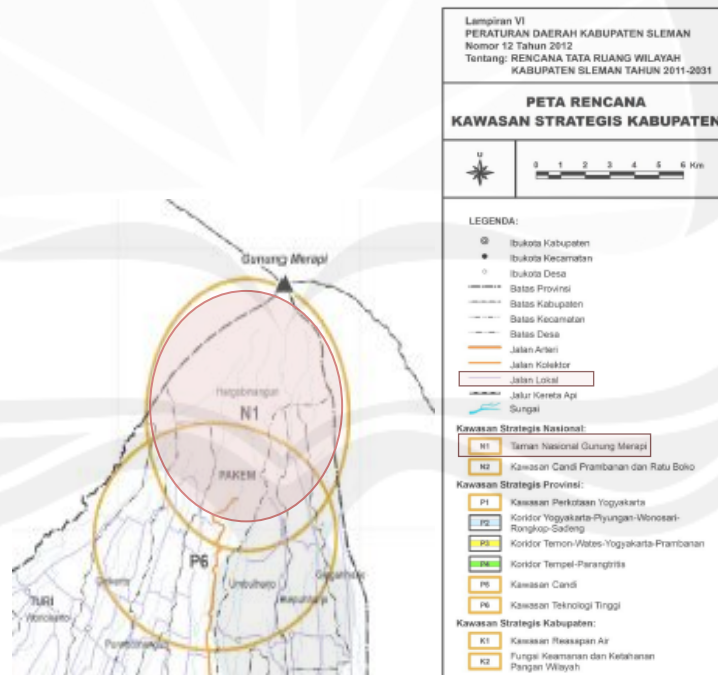 Lampiran VI
PERATURAN DAERAH KABUPATEN SLEMAN
Nomor 12 Tahun 2012
Tentang: RENCANA TATA RUANG WILAYAH
KABUPATEN SLEMAN TAHUN 2011-2031
PETA RENCANA
KAWASAN STRATEGIS KABUPATEN
U
0 1 2 3 4 5 6 Km
LEGENDA:
Ibukota Kabupaten
Ibukota Kecamatan
Ibukota Desa
Batas Provinsi
Batas Kabupaten
Batas Kecamatan
Batas Desa
Jalan Arteri
Jalan Kolektor
Jalan Lokal
Jalur Kereta Api
Sungai
Kawasan Strategis Nasional:
N1 Taman Nasional Gunung Merapi
N2 Kawasan Candi Prambanan dan Ratu Boko
Kawasan Strategis Provinsi:
P1 Kawasan Perkotaan Yogyakarta
P2 Koridor Yogyakarta-Piyungan-Wonosari-
Rongkop-Sadeng
P3 Koridor Temon-Wates-Yogyakarta-Prambanan
P4 Koridor Tempel-Parangtritis
P5 Kawasan Candi
P6 Kawasan Teknologi Tinggi
Kawasan Strategis Kabupaten:
K1 Kawasan Resapan Air
K2 Fungsi Keamanan dan Ketahanan
Pangan Wilayah
Gunung Merapi
Hargobinangun
N1
PAKEM
P6
Umbulharjo
TURI
Wonokerto